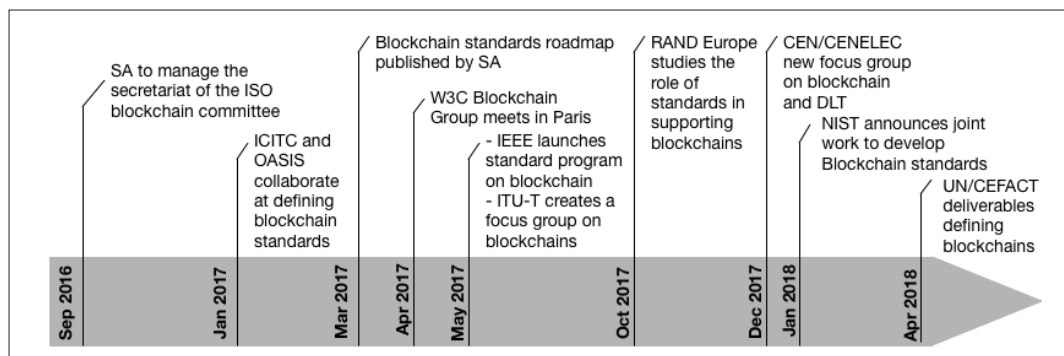 SA to manage the
secretariat of the ISO
blockchain committee
ICITC and
OASIS
collaborate
at defining
blockchain
standards
Blockchain standards roadmap
published by SA
W3C Blockchain
Group meets in Paris
- IEEE launches
standard program
on blockchain
- ITU-T creates a
focus group on
blockchains
RAND Europe
studies the
role of
standards in
supporting
blockchains
CEN/CENELEC
new focus group
on blockchain
and DLT
NIST announces joint
work to develop
Blockchain standards
UN/CEFACT
deliverables
defining
blockchains
Sep 2016
Jan 2017
Mar 2017
Apr 2017
May 2017
Oct 2017
Dec 2017
Jan 2018
Apr 2018